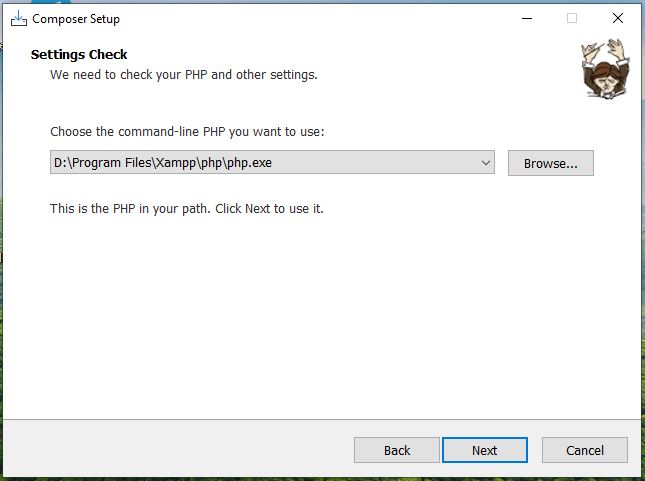 Composer Setup
Settings Check
We need to check your PHP and other settings.
Choose the command-line PHP you want to use:
D:\Program Files\Xampp\php\php.exe
Browse...
This is the PHP in your path. Click Next to use it.
Back
Next
Cancel